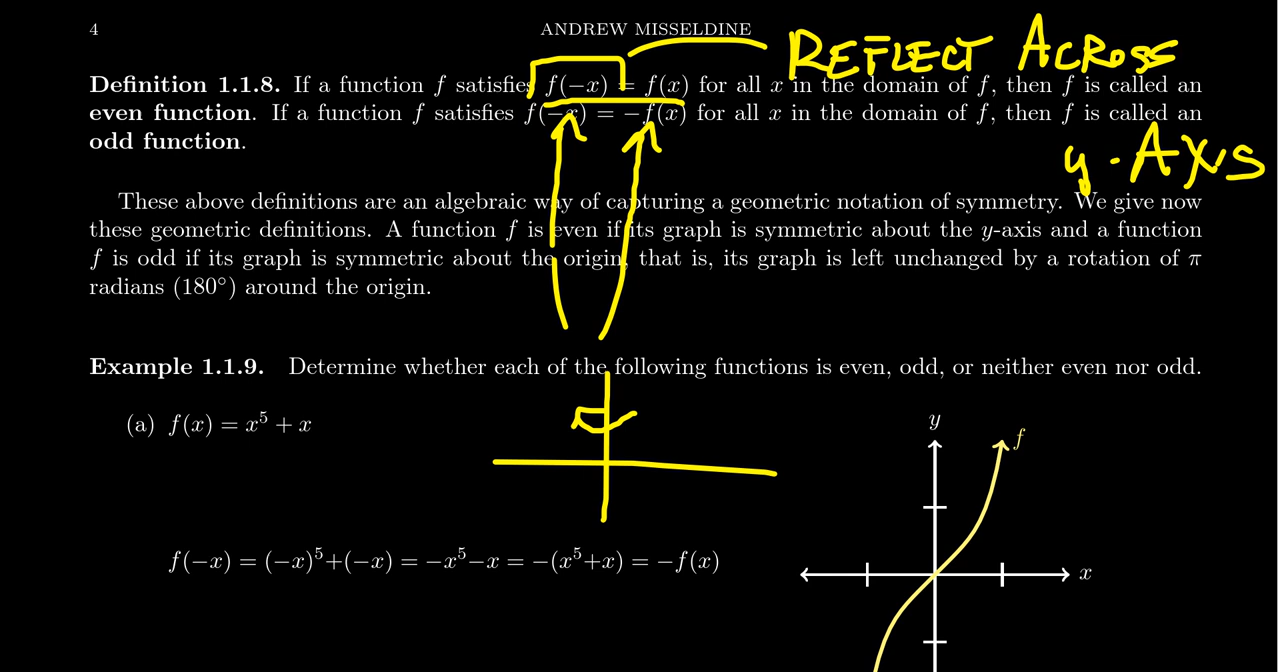 4 ANDREW MISSELDINE
REFLECT ACROSS
Definition 1.1.8. If a function f satisfies f(−x) = f(x) for all x in the domain of f, then f is called an
even function. If a function f satisfies f(−x) = −f(x) for all x in the domain of f, then f is called an
odd function.
y-AXIS
These above definitions are an algebraic way of capturing a geometric notation of symmetry. We give now
these geometric definitions. A function f is even if its graph is symmetric about the y-axis and a function
f is odd if its graph is symmetric about the origin, that is, its graph is left unchanged by a rotation of π
radians (180°) around the origin.
Example 1.1.9. Determine whether each of the following functions is even, odd, or neither even nor odd.
(a) f(x) = x⁵ + x
y
f
f(−x) = (−x)⁵+(−x) = −x⁵−x = −(x⁵+x) = −f(x)
x